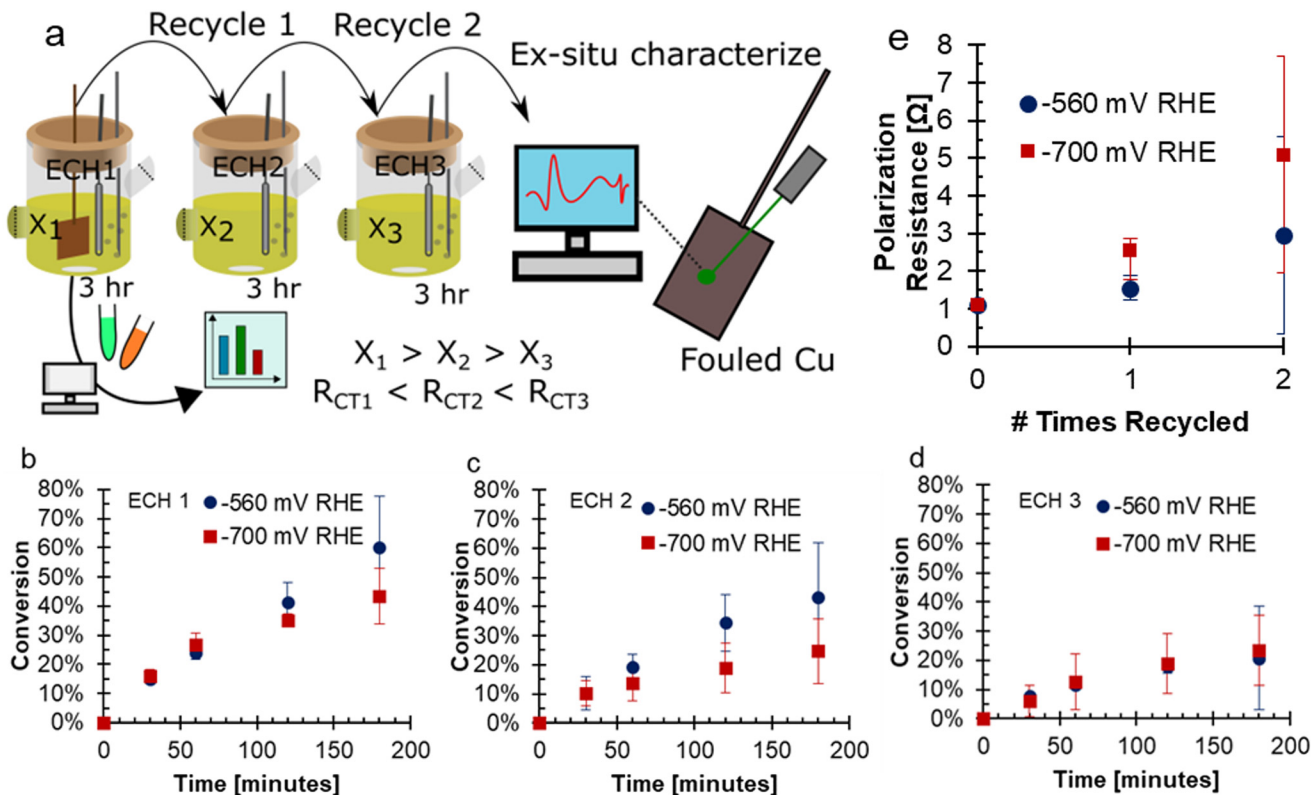 a
Recycle 1
Recycle 2
Ex-situ characterize
ECH1
ECH2
ECH3
X₁
X₂
X₃
3 hr
3 hr
3 hr
X₁ > X₂ > X₃
R_CT1 < R_CT2 < R_CT3
Fouled Cu
e
Polarization
Resistance [Ω]
8
7
6
5
4
3
2
1
0
-560 mV RHE
-700 mV RHE
0
1
2
# Times Recycled
b
Conversion
80%
70%
60%
50%
40%
30%
20%
10%
0%
ECH 1
-560 mV RHE
-700 mV RHE
0
50
100
150
200
Time [minutes]
c
Conversion
80%
70%
60%
50%
40%
30%
20%
10%
0%
ECH 2
-560 mV RHE
-700 mV RHE
0
50
100
150
200
Time [minutes]
d
Conversion
80%
70%
60%
50%
40%
30%
20%
10%
0%
ECH 3
-560 mV RHE
-700 mV RHE
0
50
100
150
200
Time [minutes]